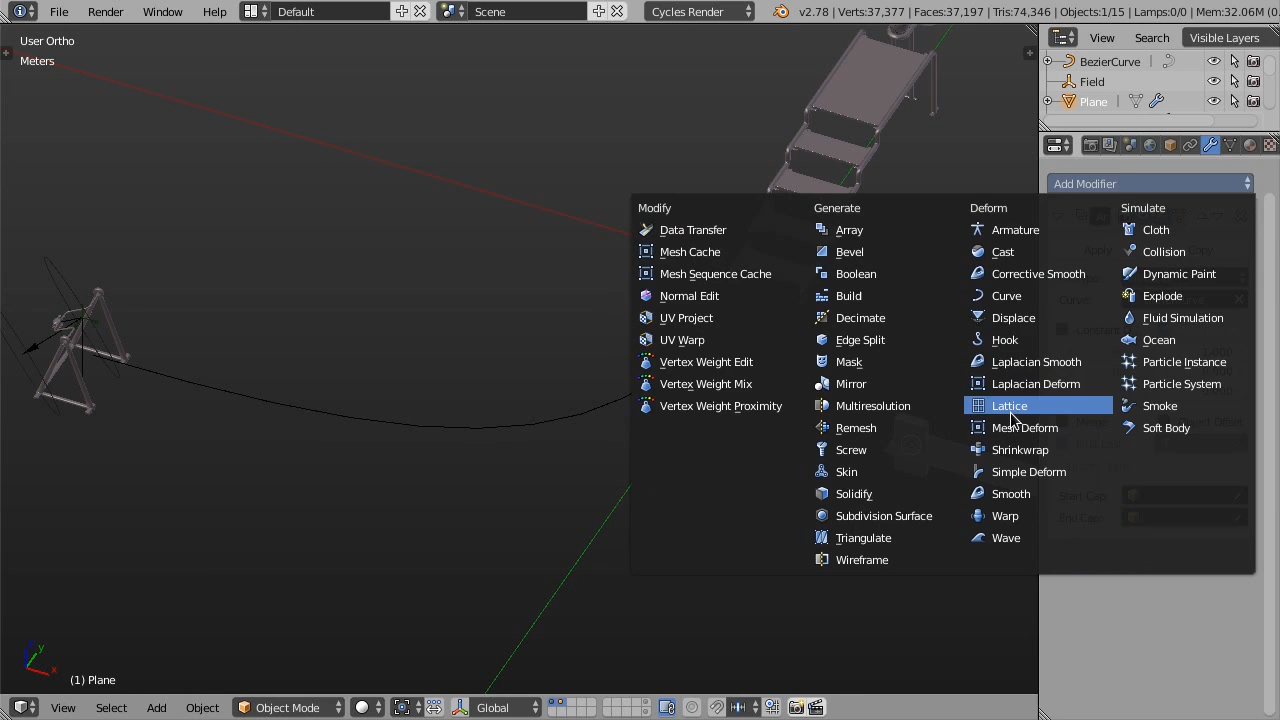 File Render Window Help Default Scene Cycles Render v2.78 | Verts:37,377 | Faces:37,197 | Tris:74,346 | Objects:1/15 | Lamps:0/0 | Mem:32.06M (0
User Ortho
Meters
View Search Visible Layers
BezierCurve
Field
Plane
Add Modifier
Modify Generate Deform Simulate
Data Transfer Array Armature Cloth
Mesh Cache Bevel Cast Collision
Mesh Sequence Cache Boolean Corrective Smooth Dynamic Paint
Normal Edit Build Curve Explode
UV Project Decimate Displace Fluid Simulation
UV Warp Edge Split Hook Ocean
Vertex Weight Edit Mask Laplacian Smooth Particle Instance
Vertex Weight Mix Mirror Laplacian Deform Particle System
Vertex Weight Proximity Multiresolution Lattice Smoke
Remesh Mesh Deform Soft Body
Screw Shrinkwrap
Skin Simple Deform
Solidify Smooth
Subdivision Surface Warp
Triangulate Wave
Wireframe
Apply
Curve:
Start Cap:
End Cap:
x y
(1) Plane
View Select Add Object Object Mode Global